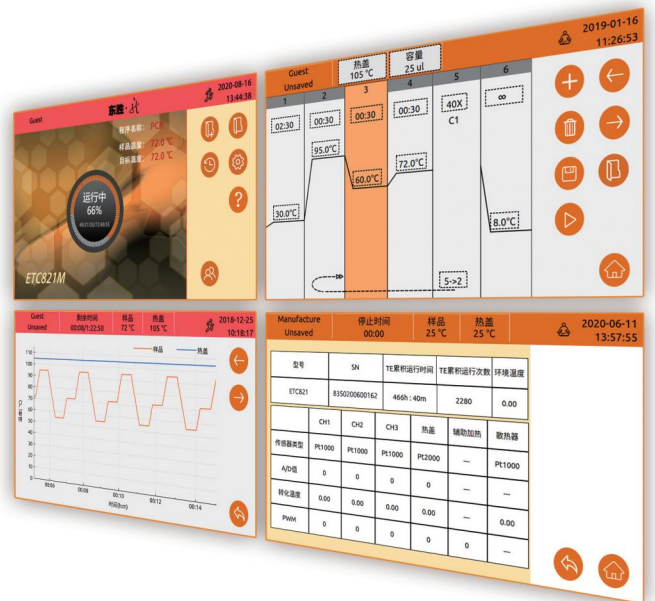 Guest
东胜·
2020-08-16
13:44:38
程序名称: PCR
样品温度: 72.0 ℃
目标温度: 72.0 ℃
运行中
66%
ETC821M
?
Guest
Unsaved
热盖
105 ℃
容量
25 ul
2019-01-16
11:26:53
1 2 3 4 5 6
02:30 00:30 00:30 00:30 40X ∞
C1
95.0℃
72.0℃
60.0℃
30.0℃
8.0℃
5->2
Guest
Unsaved
剩余时间
00:08/1:22:50
样品
72 ℃
热盖
105 ℃
2018-12-25
10:18:17
样品 热盖
110
100
90
80
70
60
50
40
30
20
10
0
00:06 00:08 00:10 00:12 00:14
时间(h:m)
Manufacture
Unsaved
停止时间
00:00
样品
25 ℃
热盖
25 ℃
2020-06-11
13:57:55
型号 SN TE累积运行时间 TE累积运行次数 环境温度
ETC821 8350200600162 466h : 40m 2280 0.00
CH1 CH2 CH3 热盖 辅助加热 散热器
传感器类型 Pt1000 Pt1000 Pt1000 Pt2000 --- Pt1000
A/D值 0 0 0 0 --- ---
转化温度 0.00 0.00 0.00 0.00 --- 0.00
PWM 0 0 0 0 0 ---